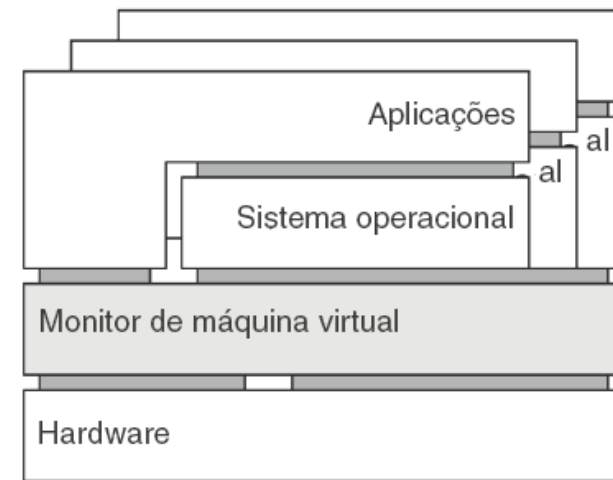 Aplicações
al
al
Sistema operacional
Monitor de máquina virtual
Hardware